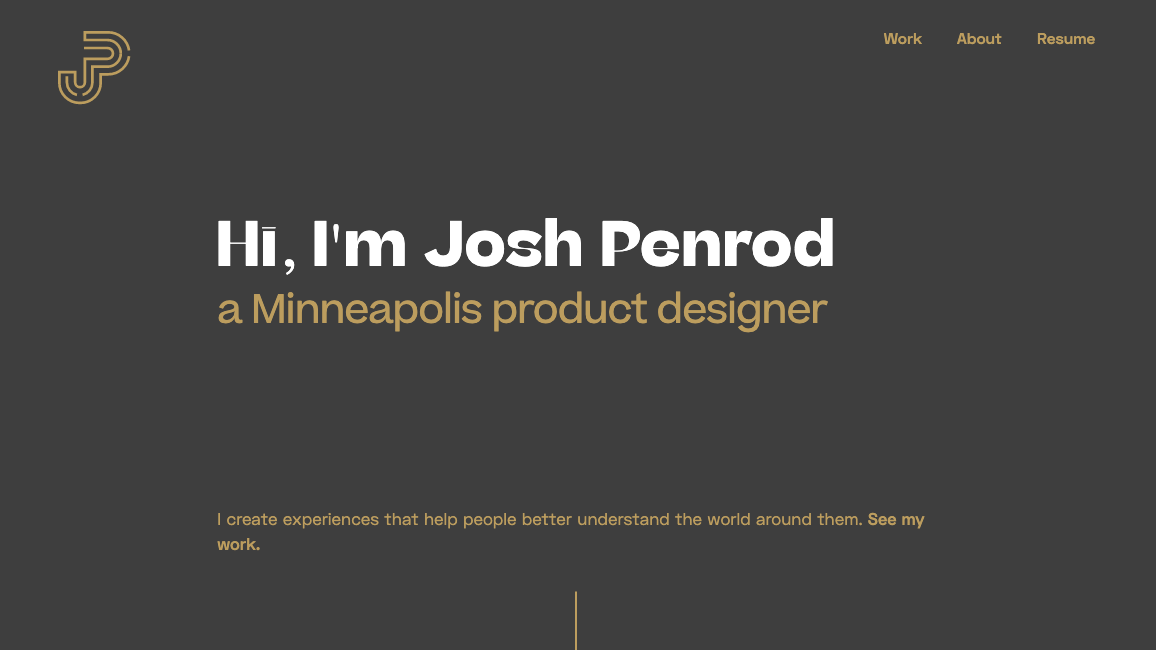 JP
Work About Resume
Hi, I'm Josh Penrod
a Minneapolis product designer
I create experiences that help people better understand the world around them. See my
work.